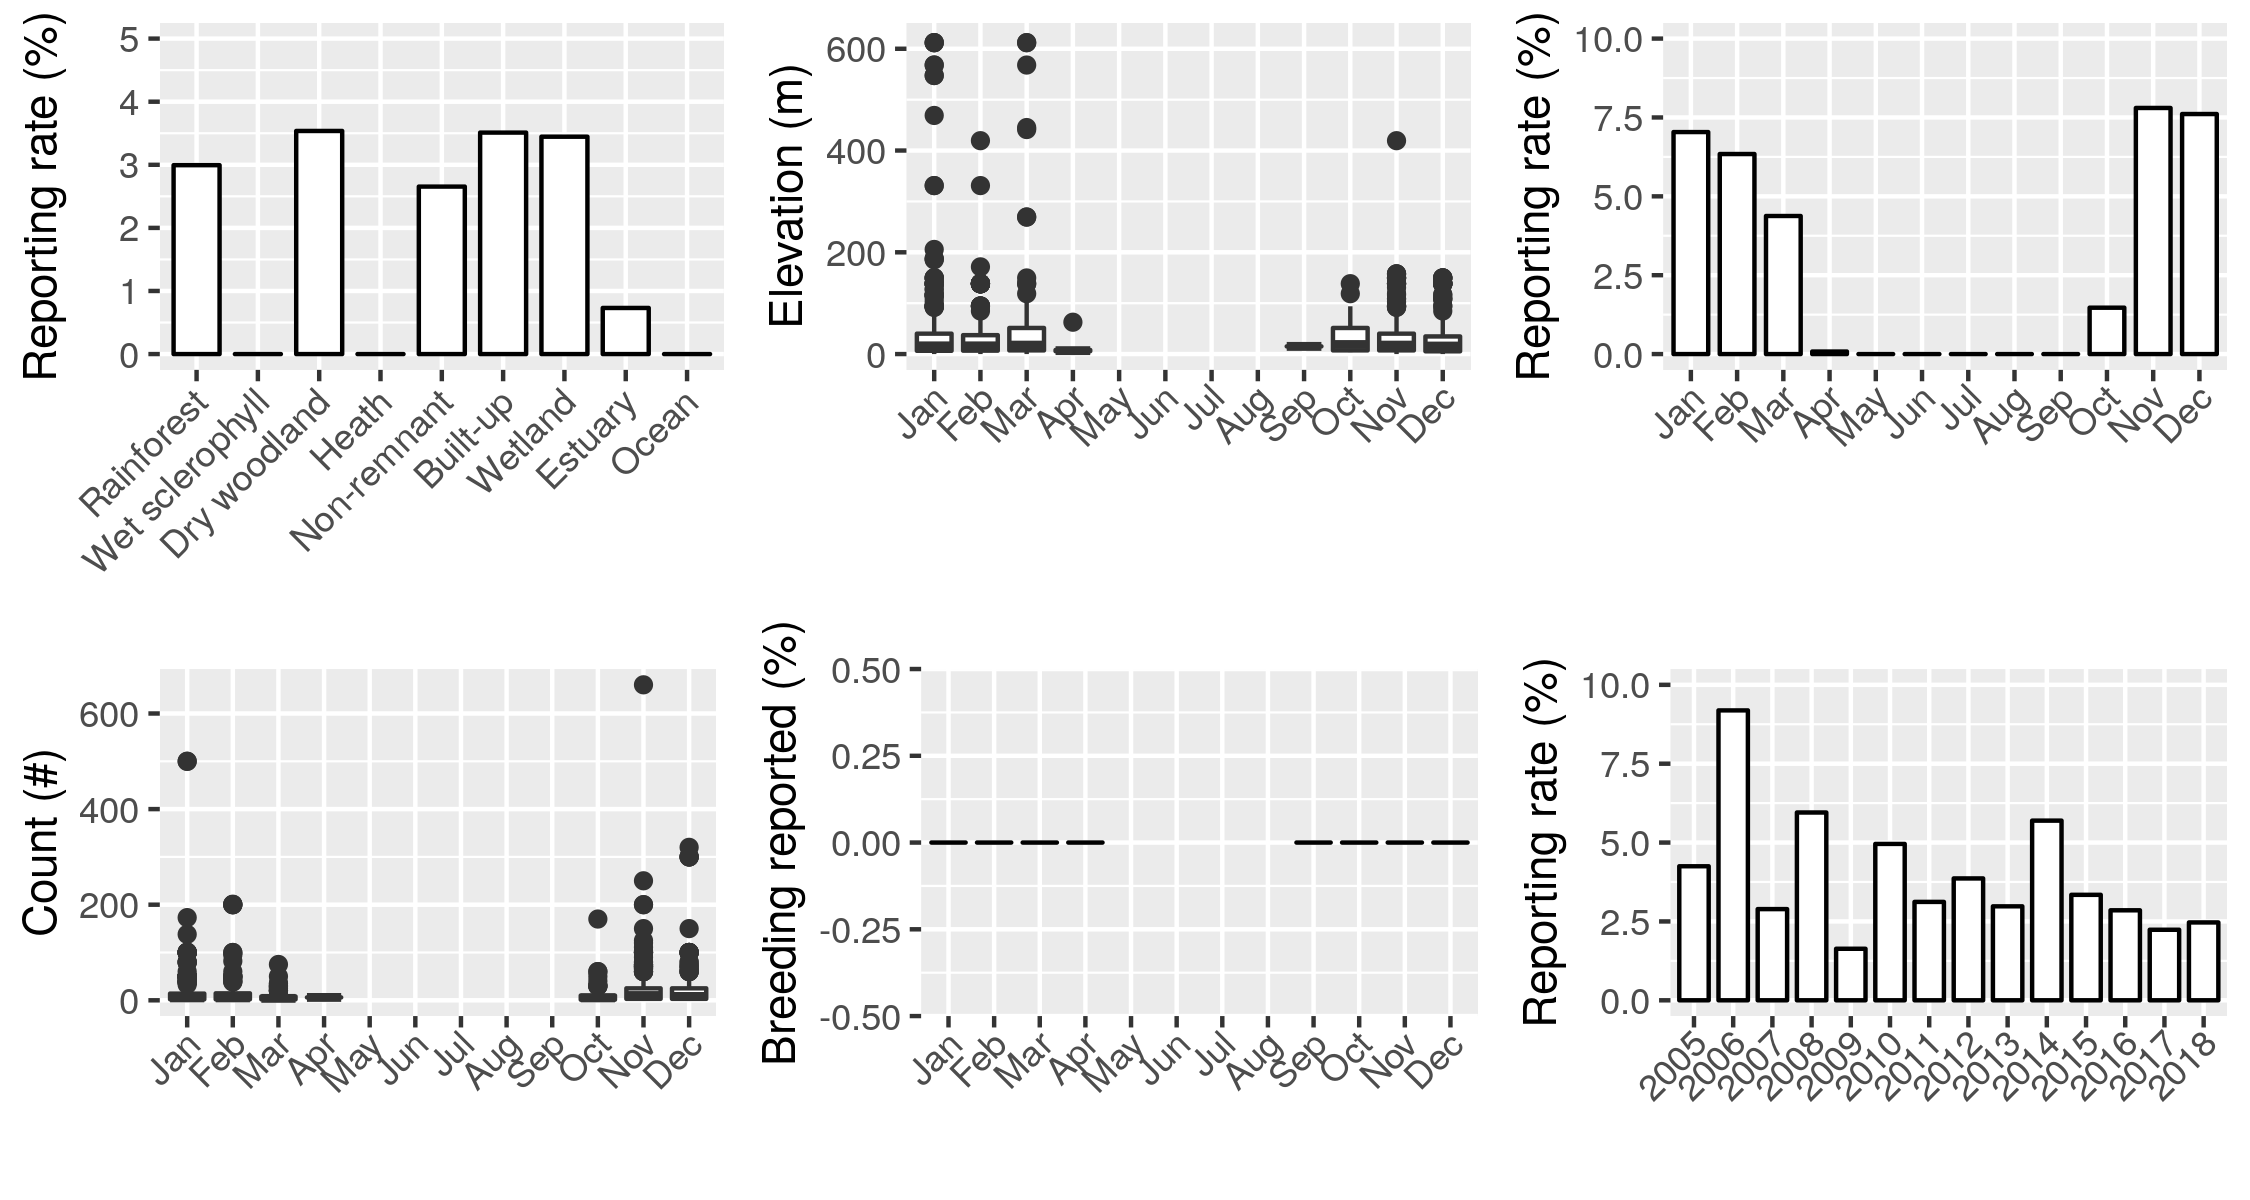 Reporting rate (%)
5
4
3
2
1
0
Rainforest
Wet sclerophyll
Dry woodland
Heath
Non-remnant
Built-up
Wetland
Estuary
Ocean
Elevation (m)
600
400
200
0
Jan
Feb
Mar
Apr
May
Jun
Jul
Aug
Sep
Oct
Nov
Dec
Reporting rate (%)
10.0
7.5
5.0
2.5
0.0
Jan
Feb
Mar
Apr
May
Jun
Jul
Aug
Sep
Oct
Nov
Dec
Count (#)
600
400
200
0
Jan
Feb
Mar
Apr
May
Jun
Jul
Aug
Sep
Oct
Nov
Dec
Breeding reported (%)
0.50
0.25
0.00
-0.25
-0.50
Jan
Feb
Mar
Apr
May
Jun
Jul
Aug
Sep
Oct
Nov
Dec
Reporting rate (%)
10.0
7.5
5.0
2.5
0.0
2005
2006
2007
2008
2009
2010
2011
2012
2013
2014
2015
2016
2017
2018